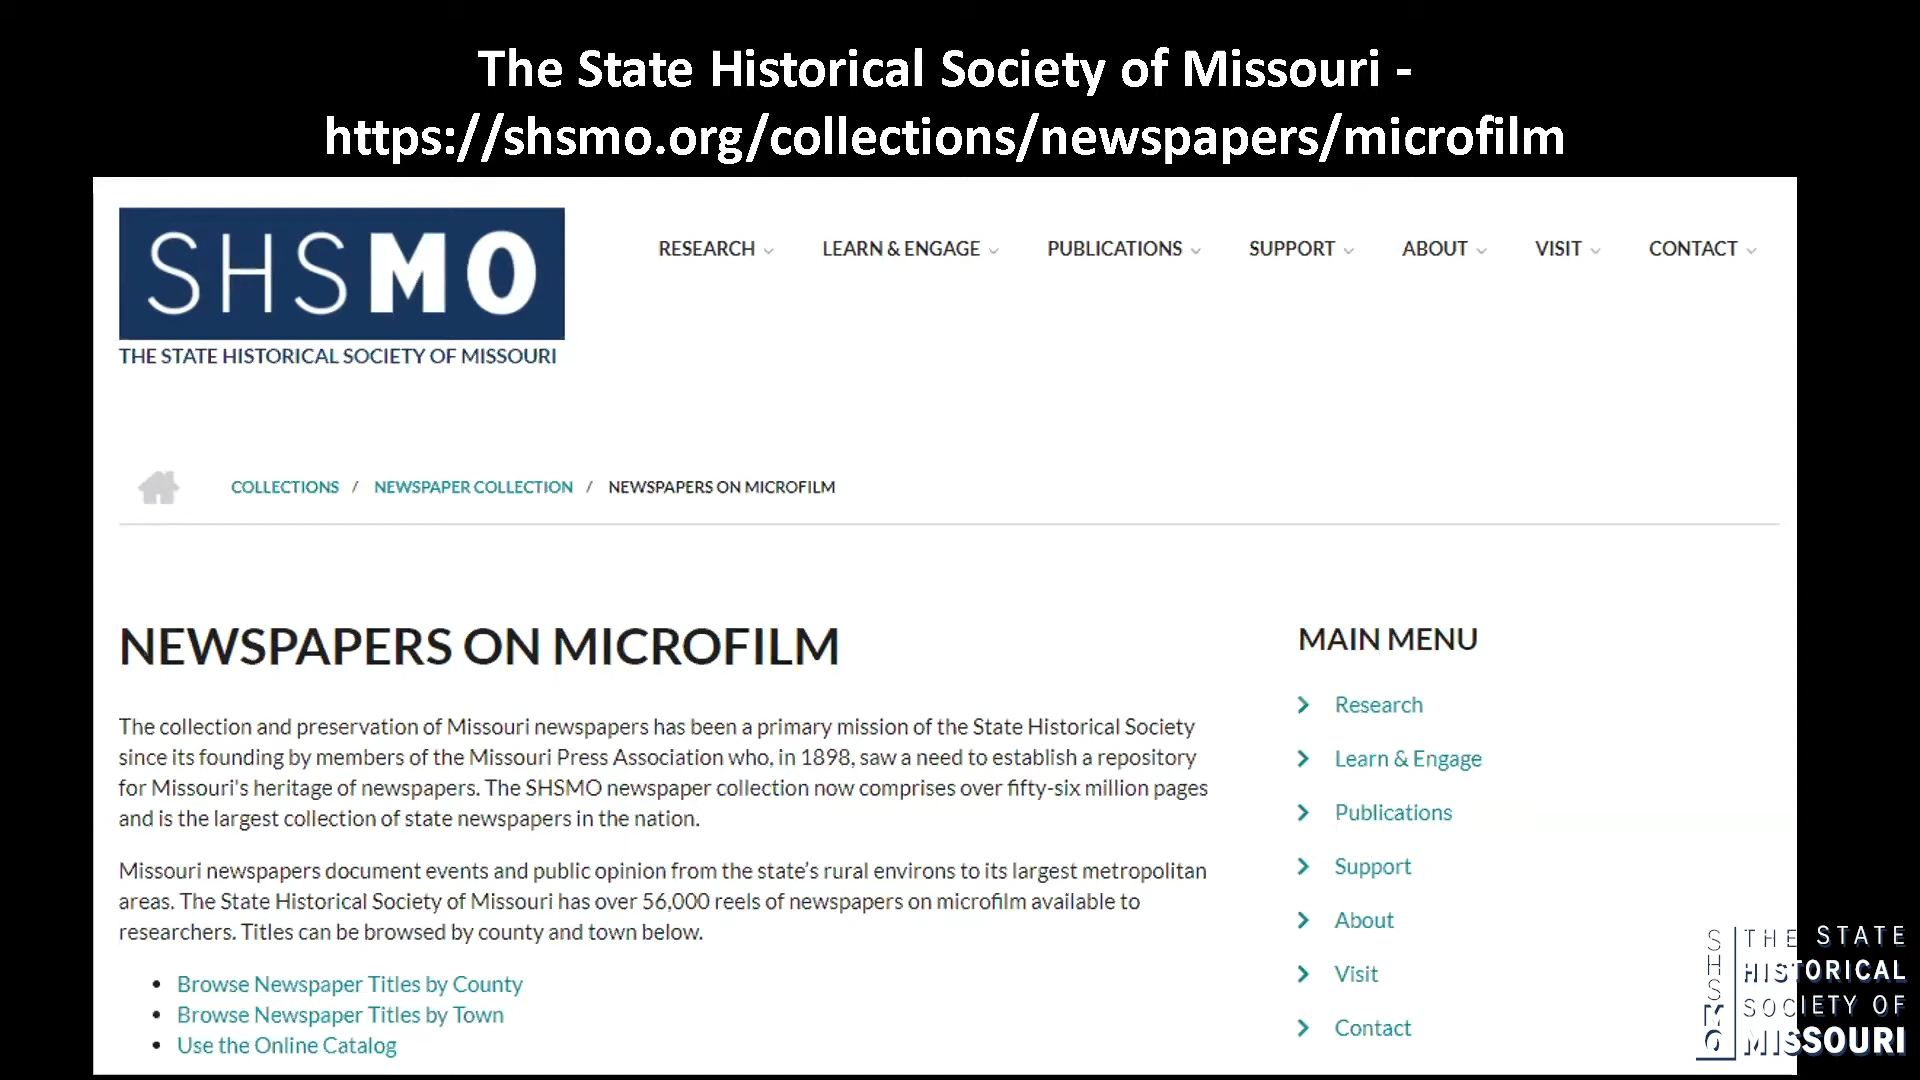 The State Historical Society of Missouri -
https://shsmo.org/collections/newspapers/microfilm
SHSMO
THE STATE HISTORICAL SOCIETY OF MISSOURI
RESEARCH LEARN & ENGAGE PUBLICATIONS SUPPORT ABOUT VISIT CONTACT
COLLECTIONS / NEWSPAPER COLLECTION / NEWSPAPERS ON MICROFILM
NEWSPAPERS ON MICROFILM
The collection and preservation of Missouri newspapers has been a primary mission of the State Historical Society
since its founding by members of the Missouri Press Association who, in 1898, saw a need to establish a repository
for Missouri's heritage of newspapers. The SHSMO newspaper collection now comprises over fifty-six million pages
and is the largest collection of state newspapers in the nation.
Missouri newspapers document events and public opinion from the state's rural environs to its largest metropolitan
areas. The State Historical Society of Missouri has over 56,000 reels of newspapers on microfilm available to
researchers. Titles can be browsed by county and town below.
• Browse Newspaper Titles by County
• Browse Newspaper Titles by Town
• Use the Online Catalog
MAIN MENU
Research
Learn & Engage
Publications
Support
About
Visit
Contact
SHSMO
THE STATE
HISTORICAL
SOCIETY OF
MISSOURI